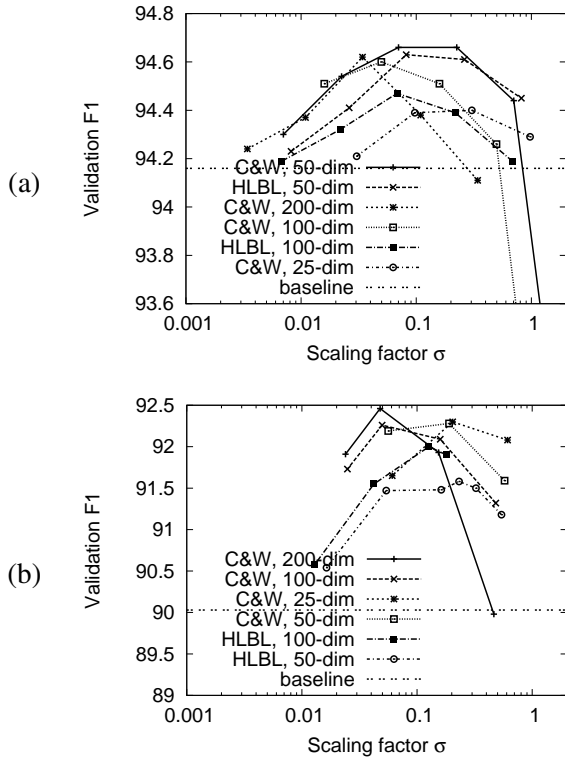 (a)
Validation F1
94.8
94.6
94.4
94.2
94
93.8
93.6
C&W, 50-dim
HLBL, 50-dim
C&W, 200-dim
C&W, 100-dim
HLBL, 100-dim
C&W, 25-dim
baseline
0.001 0.01 0.1 1
Scaling factor σ
(b)
Validation F1
92.5
92
91.5
91
90.5
90
89.5
89
C&W, 200-dim
C&W, 100-dim
C&W, 25-dim
C&W, 50-dim
HLBL, 100-dim
HLBL, 50-dim
baseline
0.001 0.01 0.1 1
Scaling factor σ